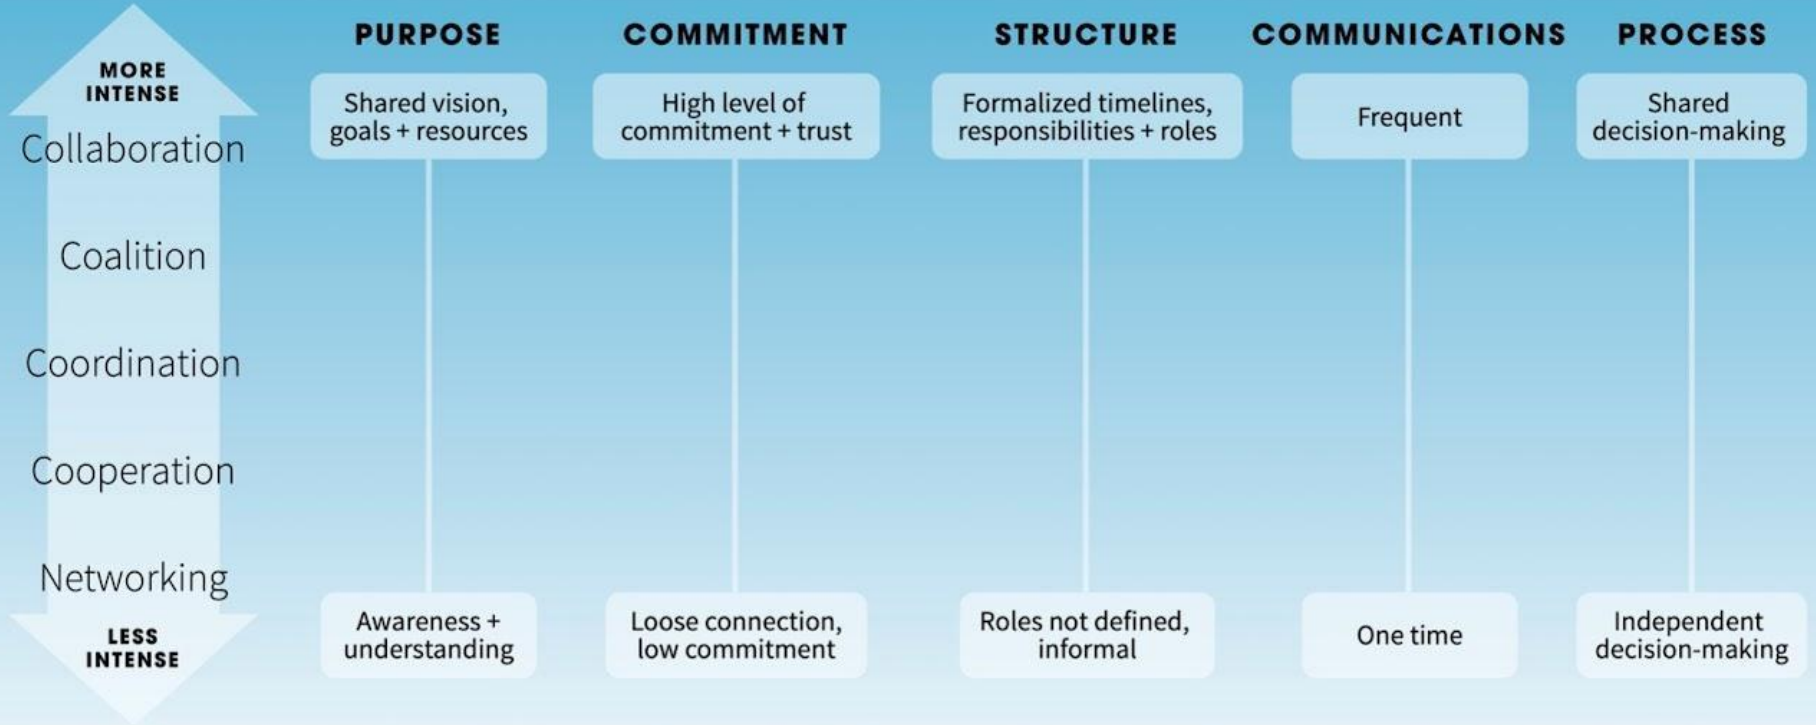 PURPOSE COMMITMENT STRUCTURE COMMUNICATIONS PROCESS
MORE
INTENSE
Collaboration
Coalition
Coordination
Cooperation
Networking
LESS
INTENSE
Shared vision,
goals + resources
High level of
commitment + trust
Formalized timelines,
responsibilities + roles
Frequent
Shared
decision-making
Awareness +
understanding
Loose connection,
low commitment
Roles not defined,
informal
One time
Independent
decision-making